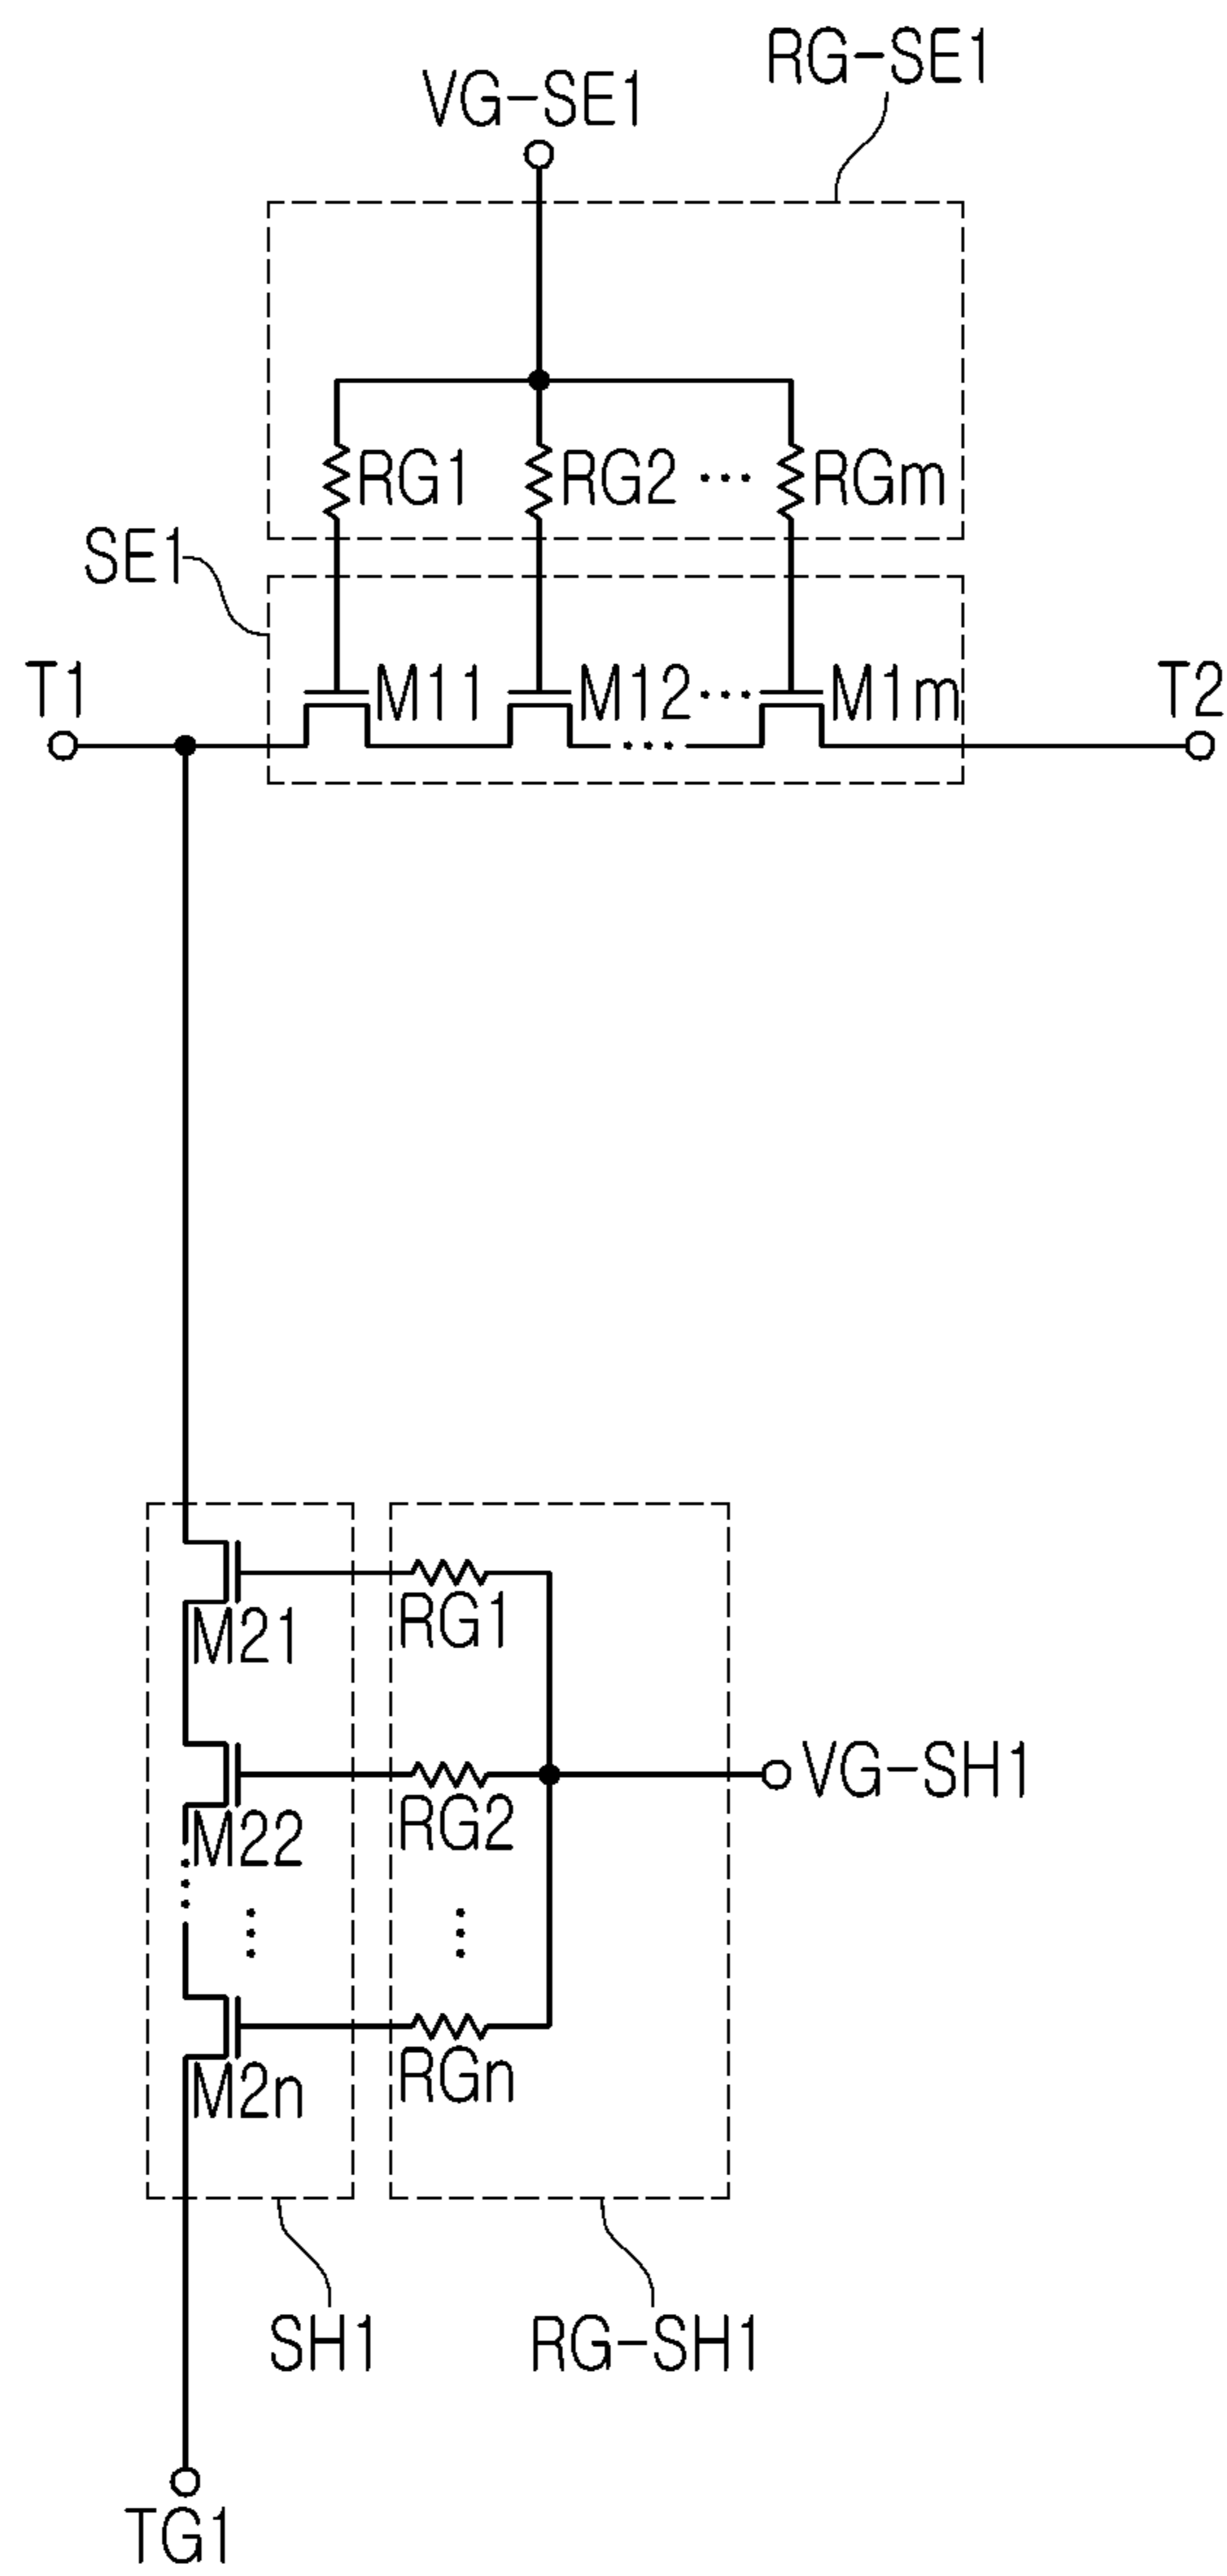 RG-SE1
VG-SE1
RG1 RG2 ··· RGm
SE1
T1 M11 M12 ··· M1m T2
M21 RG1
VG-SH1
M22 RG2
M2n RGn
SH1 RG-SH1
TG1